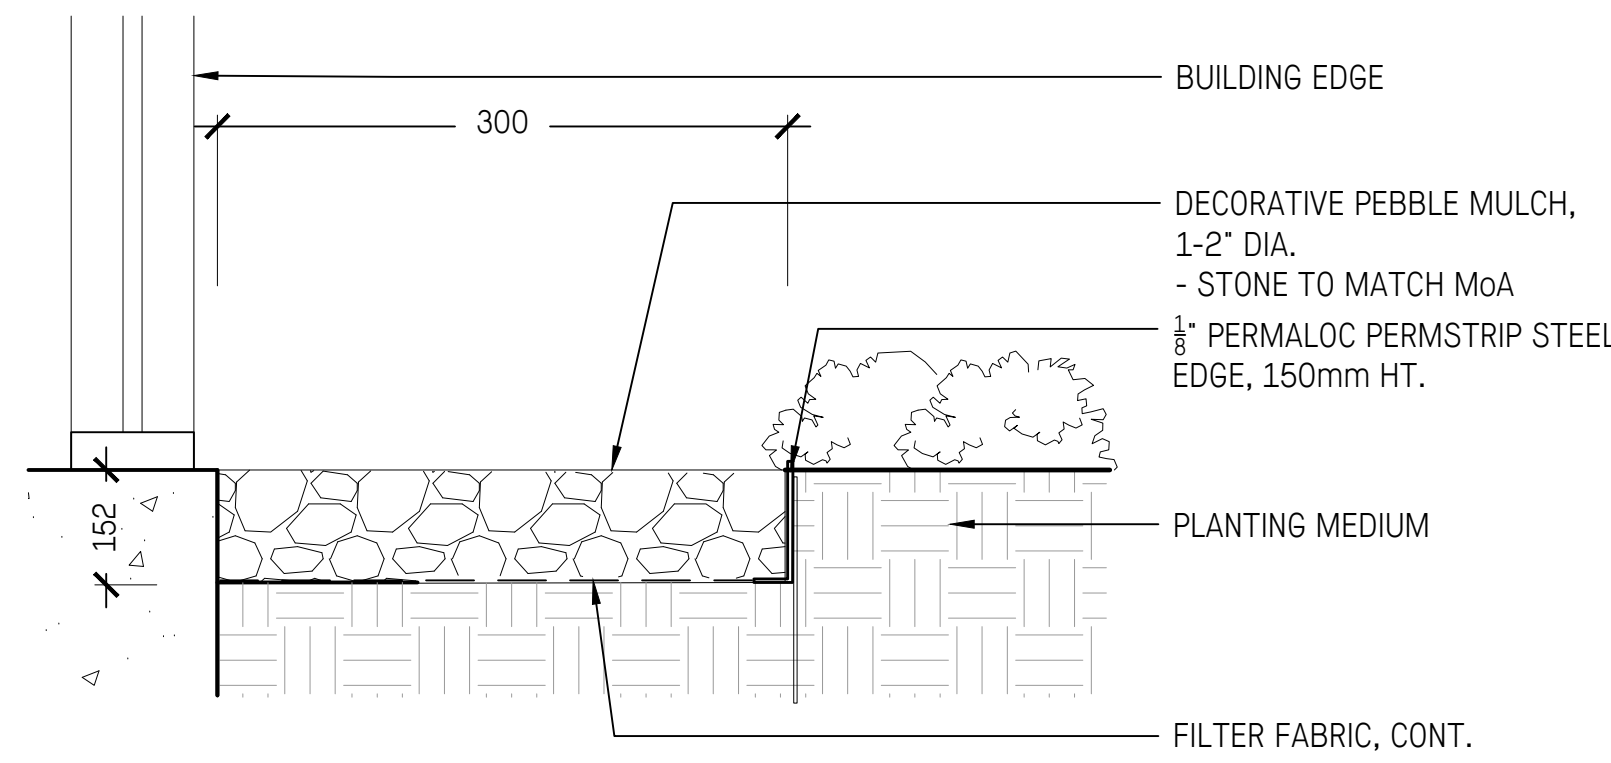 BUILDING EDGE
300
DECORATIVE PEBBLE MULCH,
1-2" DIA.
- STONE TO MATCH MoA
1/8" PERMALOC PERMSTRIP STEEL
EDGE, 150mm HT.
152
PLANTING MEDIUM
FILTER FABRIC, CONT.